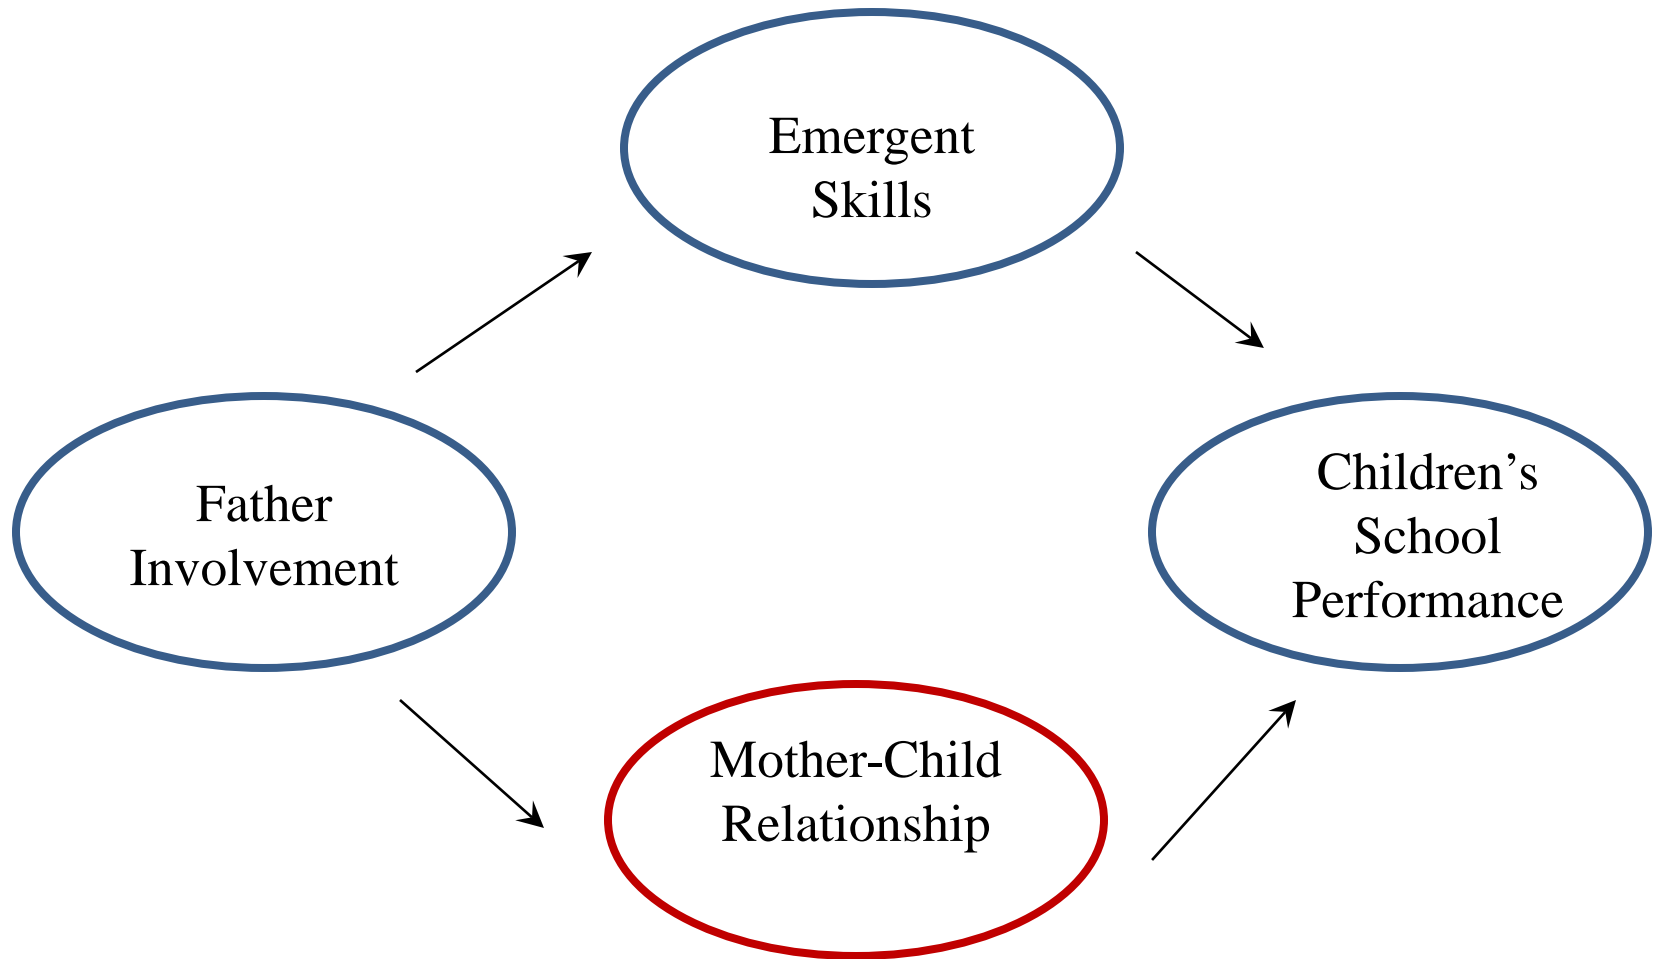 Emergent
Skills
Father
Involvement
Children’s
School
Performance
Mother-Child
Relationship